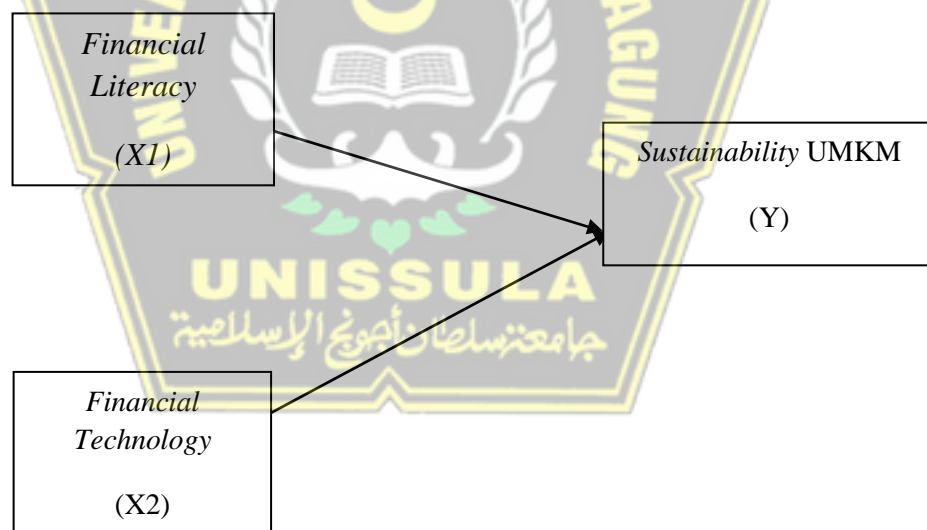 Financial
Literacy
(X1)
Sustainability UMKM
(Y)
UNISSULA
جامعة سلطان أجونج الإسلامية
Financial
Technology
(X2)